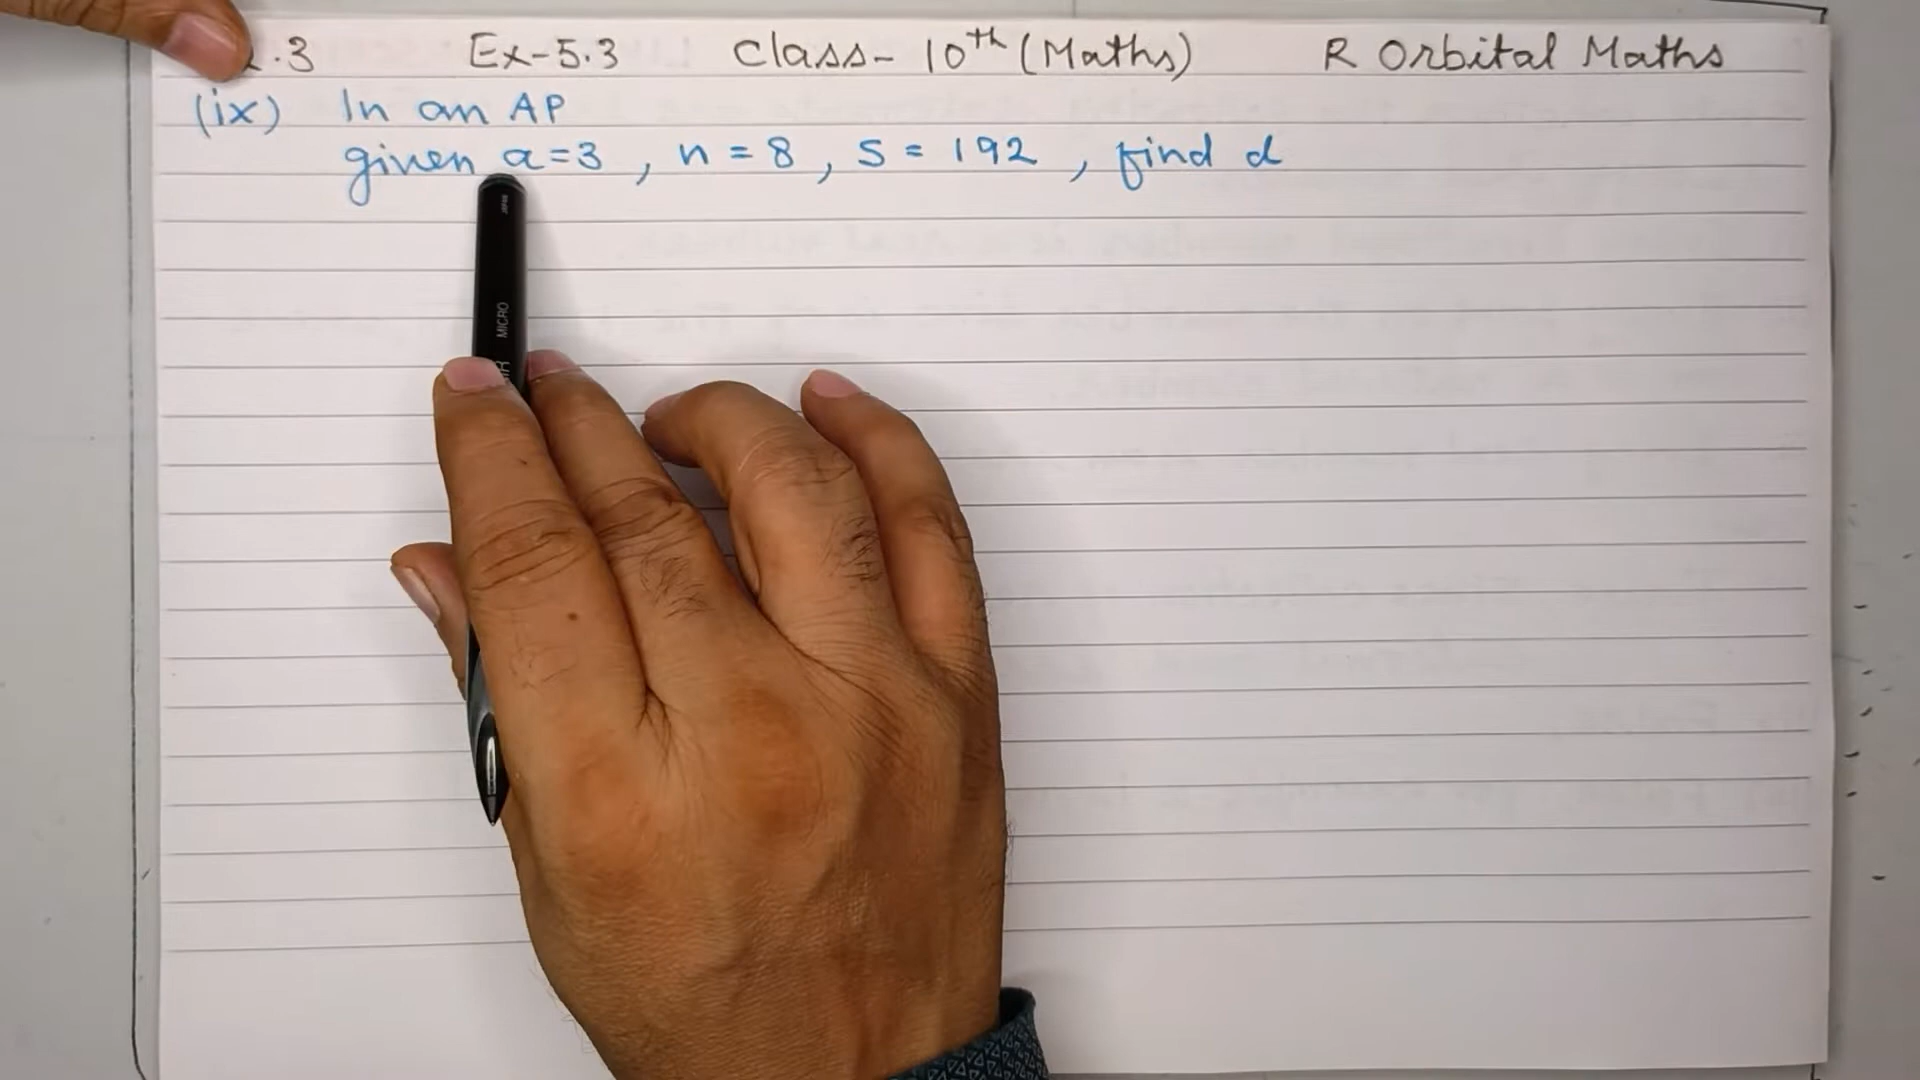 .3 Ex-5.3 Class- 10th (Maths) R Orbital Maths
(ix) In an AP
given a=3, n = 8, S = 192, find d
MICRO